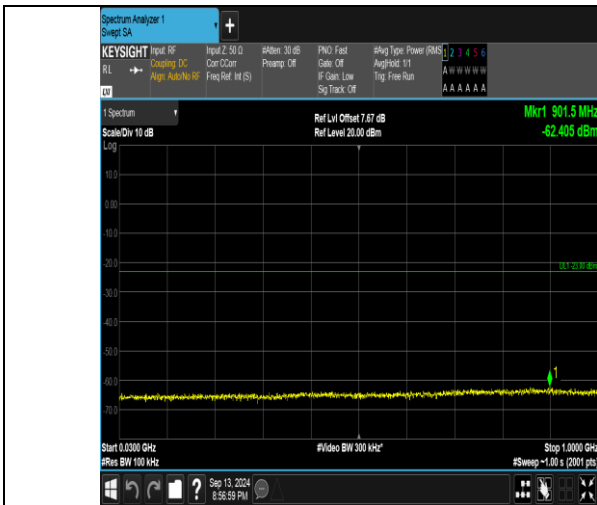 Spectrum Analyzer 1
Swept SA
+
KEYSIGHT Input: RF Input Z: 50 Ω #Atten: 30 dB PNO: Fast #Avg Type: Power (RMS 1 2 3 4 5 6
RL Coupling: DC Corr CCorr Preamp: Off Gate: Off Avg|Hold: 1/1 A W W W W W
Align: Auto/No RF Freq Ref: Int (S) IF Gain: Low Trig: Free Run
Sig Track: Off A A A A A A
LXI
1 Spectrum Ref Lvl Offset 7.67 dB Mkr1 901.5 MHz
Scale/Div 10 dB Ref Level 20.00 dBm -62.405 dBm
Log
10.0
0.00
-10.0
-20.0
DL1 -23.00 dBm
-30.0
-40.0
-50.0
1
-60.0
-70.0
Start 0.0300 GHz #Video BW 300 kHz* Stop 1.0000 GHz
#Res BW 100 kHz #Sweep ~1.00 s (2001 pts)
? Sep 13, 2024
8:56:59 PM